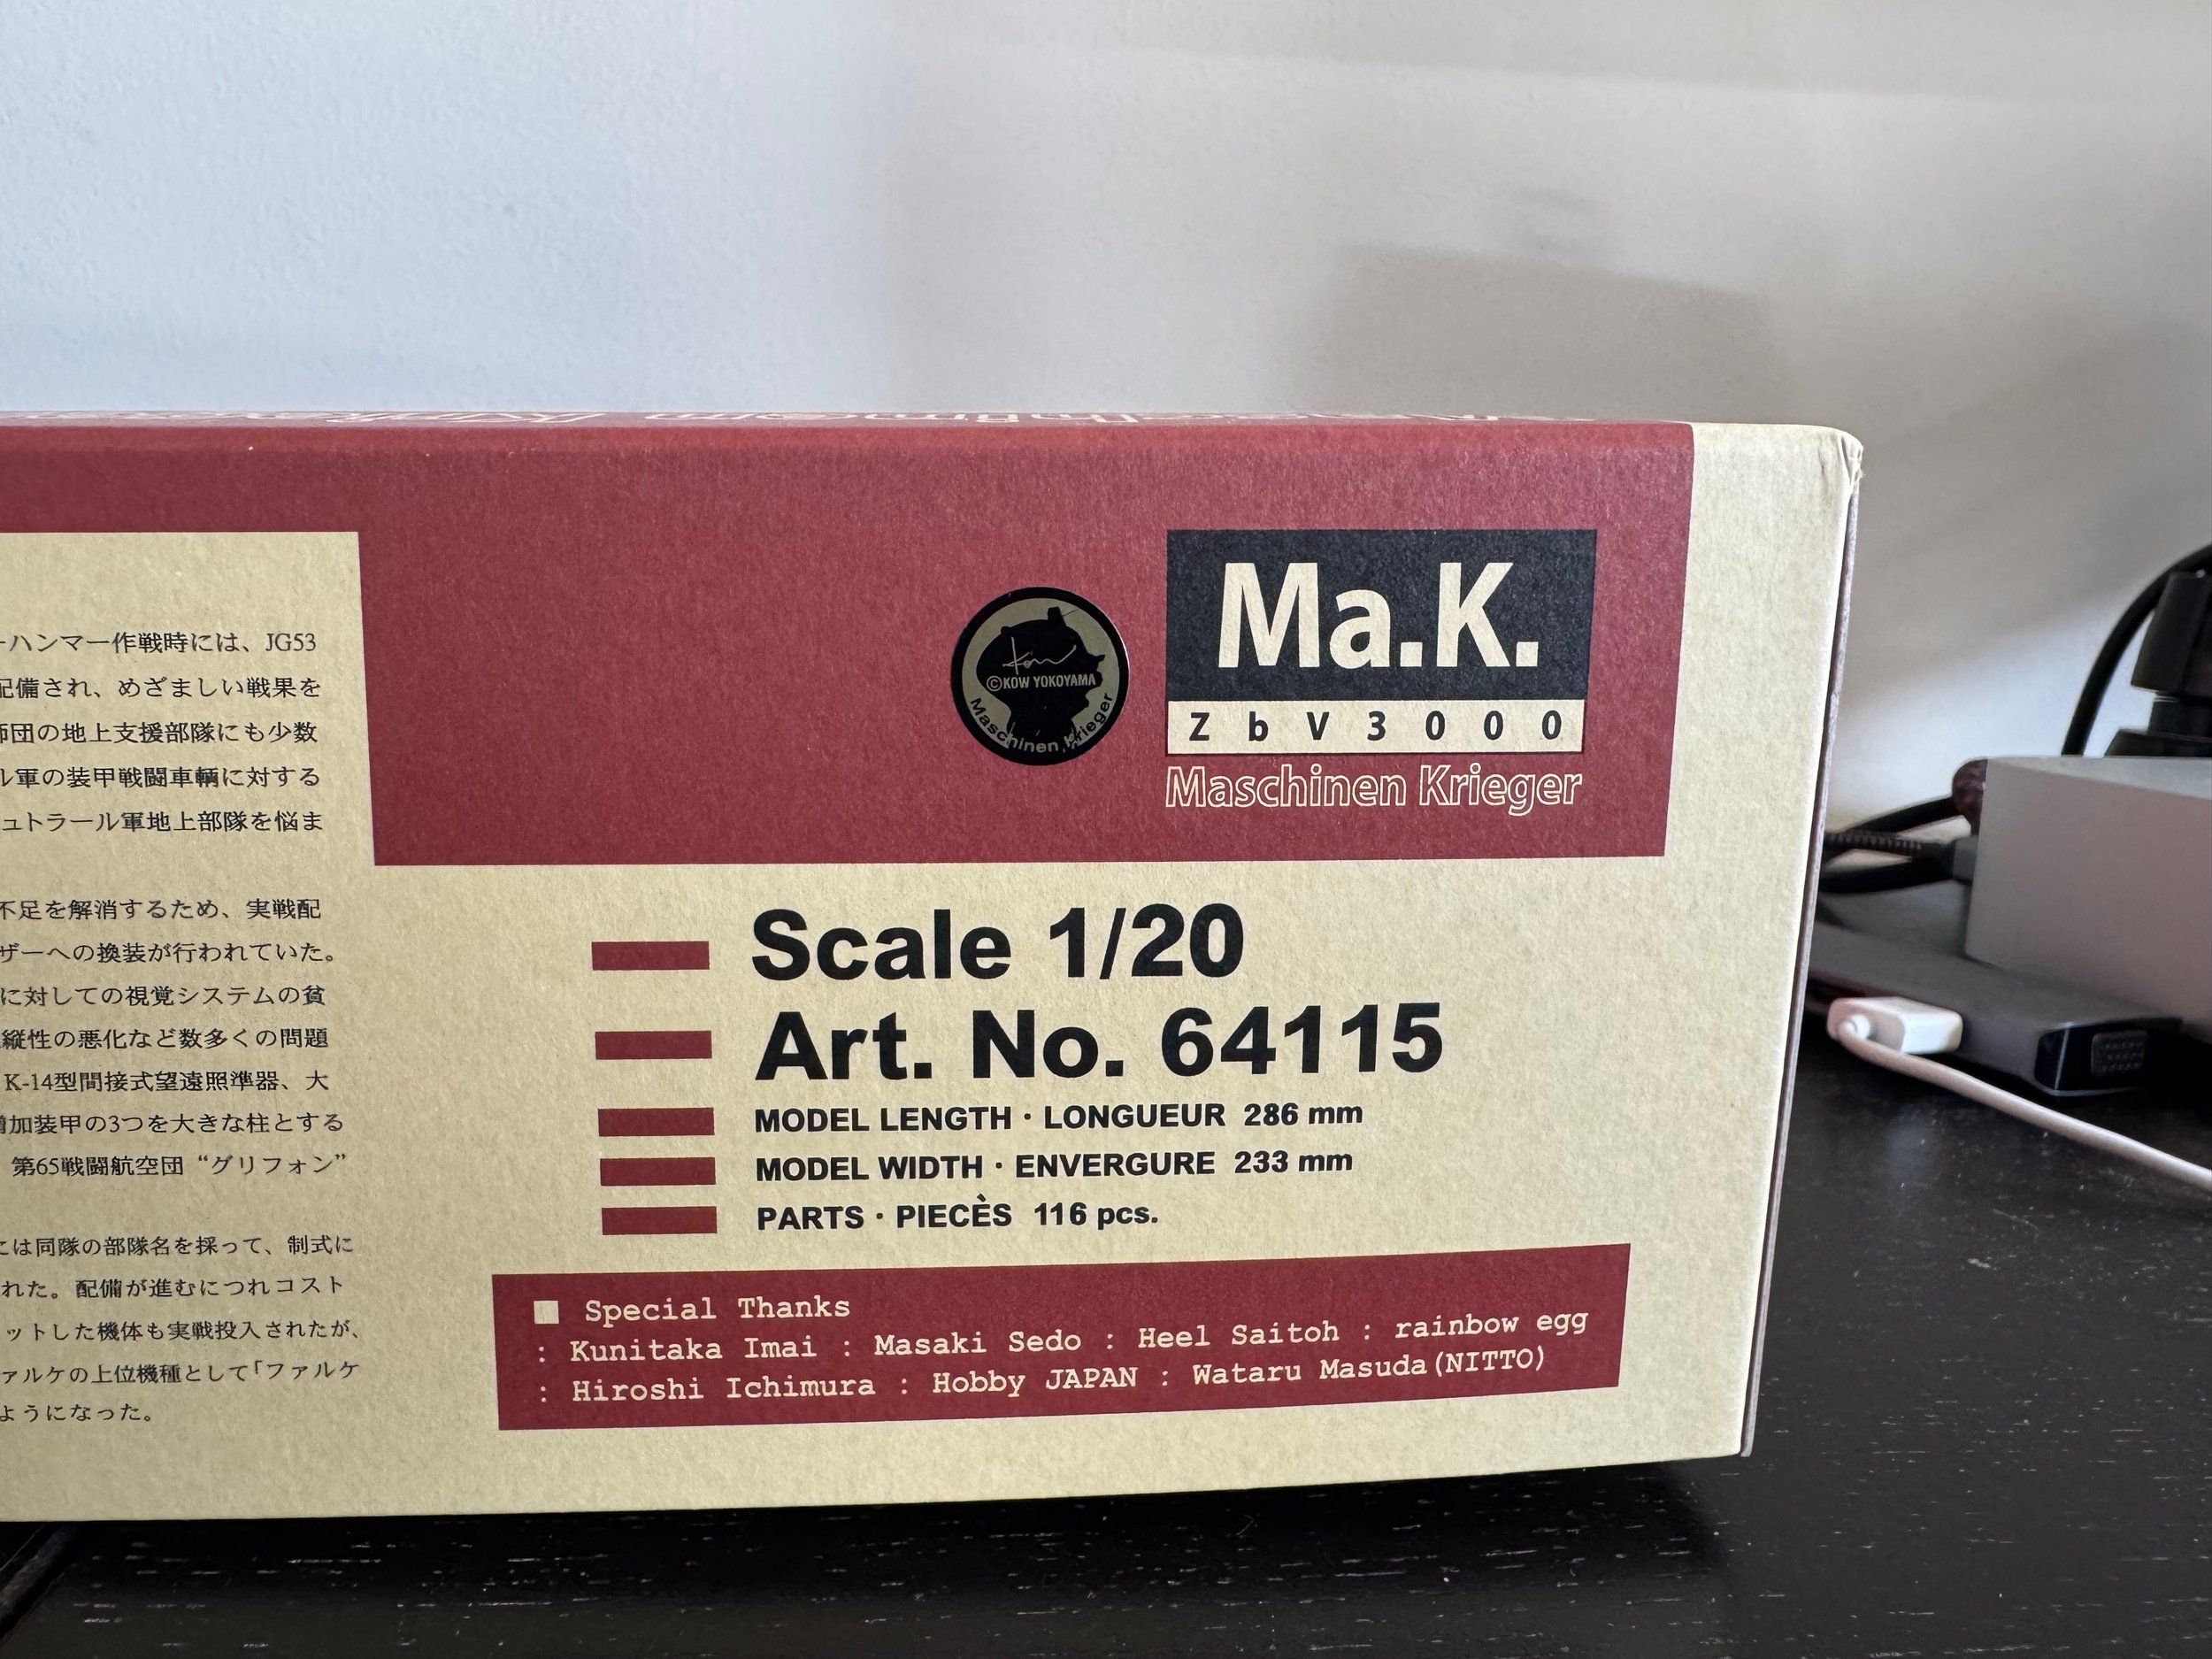 ーハンマー作戦時には、JG53
配備され、めざましい戦果を
師団の地上支援部隊にも少数
ル軍の装甲戦闘車輌に対する
ュトラール軍地上部隊を悩ま
不足を解消するため、実戦配
ザーへの換装が行われていた。
に対しての視覚システムの貧
縦性の悪化など数多くの問題
K-14型間接式望遠照準器、大
増加装甲の3つを大きな柱とする
第65戦闘航空団“グリフォン”
には同隊の部隊名を採って、制式に
れた。配備が進むにつれコスト
ットした機体も実戦投入されたが、
ァルケの上位機種として「ファルケ
ようになった。
Kow
©KOW YOKOYAMA
Maschinen Krieger
Ma.K.
ZbV3000
Maschinen Krieger
Scale 1/20
Art. No. 64115
MODEL LENGTH · LONGUEUR 286 mm
MODEL WIDTH · ENVERGURE 233 mm
PARTS · PIECÈS 116 pcs.
■ Special Thanks
: Kunitaka Imai : Masaki Sedo : Heel Saitoh : rainbow egg
: Hiroshi Ichimura : Hobby JAPAN : Wataru Masuda(NITTO)